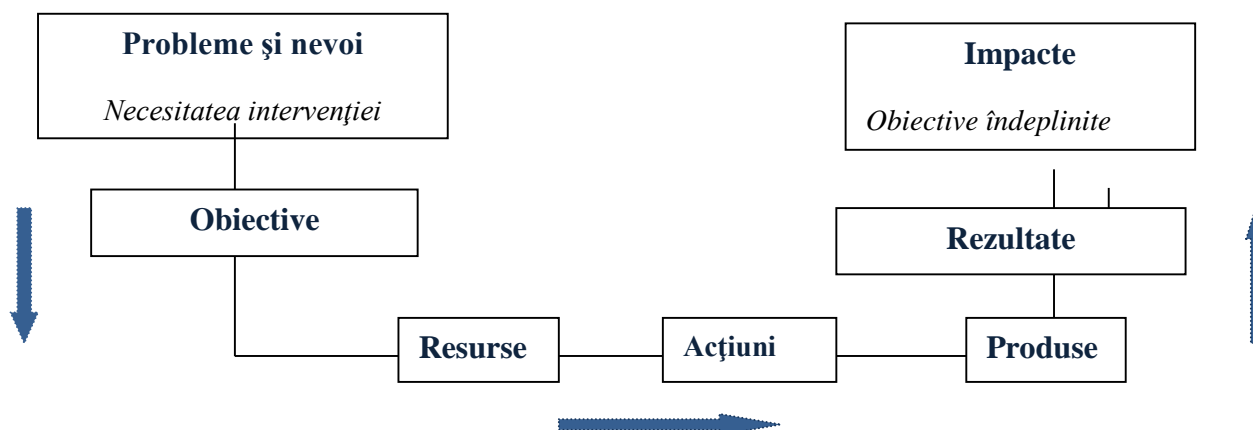 Probleme şi nevoi
Necesitatea intervenţiei
Obiective
Resurse
Acţiuni
Produse
Rezultate
Impacte
Obiective îndeplinite